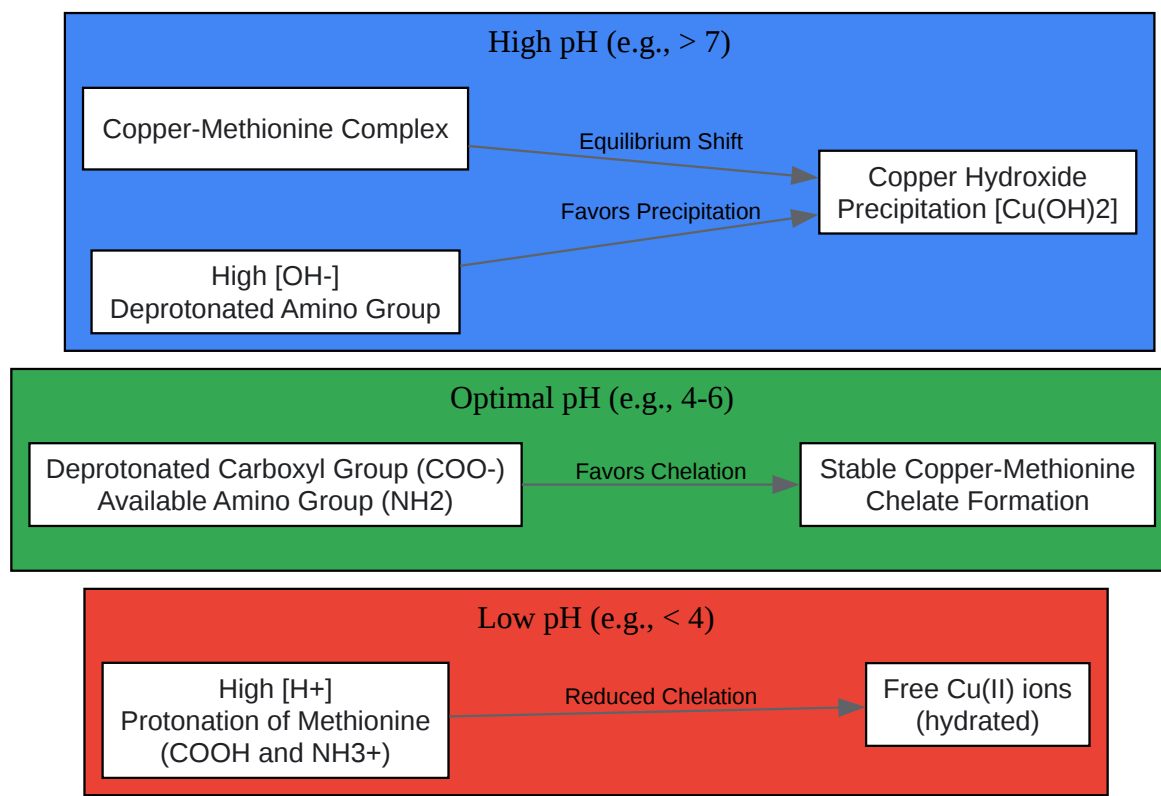 High pH (e.g., > 7)
Copper-Methionine Complex
Equilibrium Shift
Copper Hydroxide
Precipitation [Cu(OH)2]
Favors Precipitation
High [OH-]
Deprotonated Amino Group
Optimal pH (e.g., 4-6)
Deprotonated Carboxyl Group (COO-)
Available Amino Group (NH2)
Favors Chelation
Stable Copper-Methionine
Chelate Formation
Low pH (e.g., < 4)
High [H+]
Protonation of Methionine
(COOH and NH3+)
Reduced Chelation
Free Cu(II) ions
(hydrated)